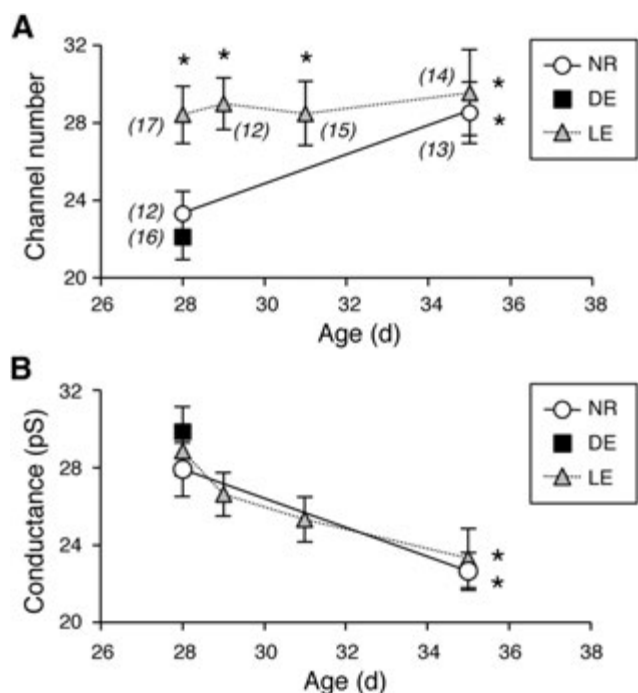 A
Channel number
32
28
24
20
* * * * *
(17)
(12)
(15)
(14)
(13)
(12)
(16)
26 28 30 32 34 36 38
Age (d)
NR
DE
LE
B
Conductance (pS)
32
28
24
20
* *
26 28 30 32 34 36 38
Age (d)
NR
DE
LE